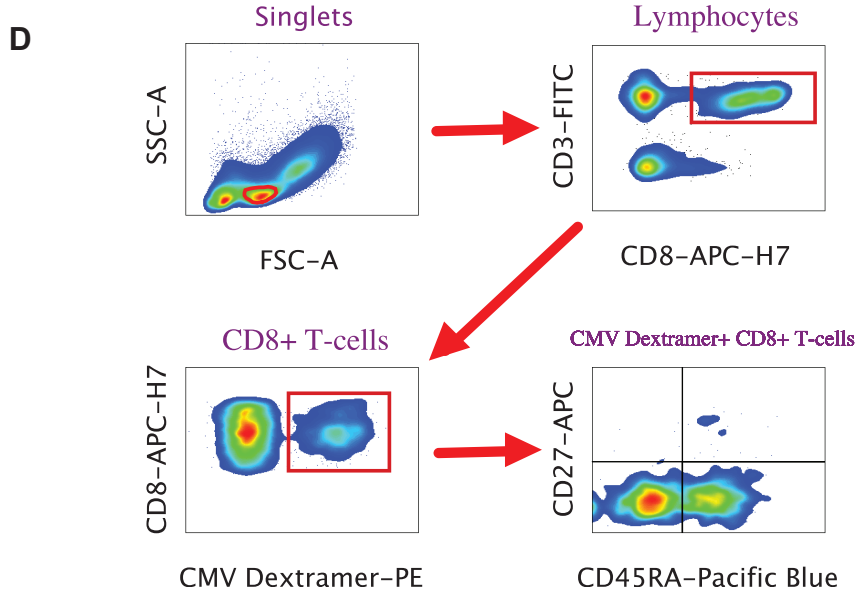 D
Singlets
Lymphocytes
SSC-A
CD3-FITC
FSC-A
CD8-APC-H7
CD8+ T-cells
CMV Dextramer+ CD8+ T-cells
CD8-APC-H7
CD27-APC
CMV Dextramer-PE
CD45RA-Pacific Blue